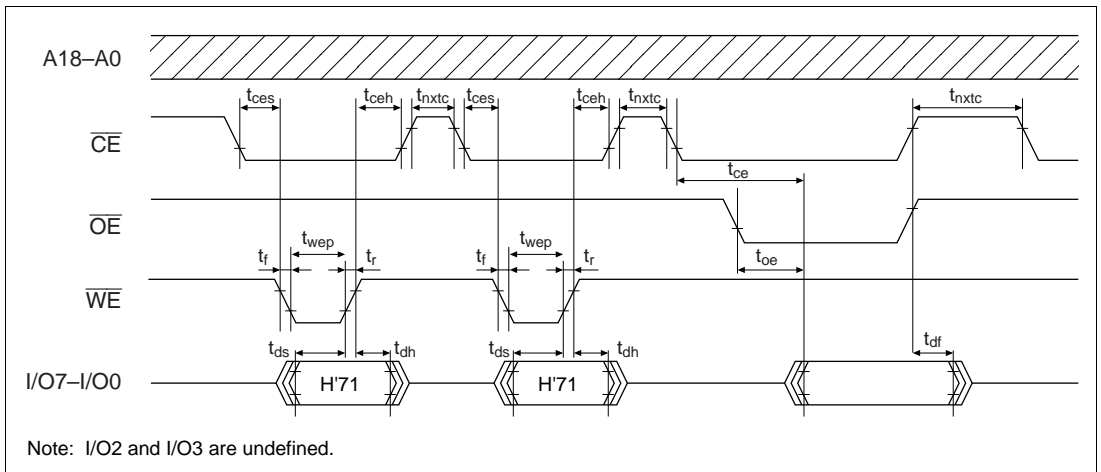 A18–A0
tces tceh tnxtc tces tceh tnxtc tnxtc
CE
tce
OE
twep twep toe
tf tr tf tr
WE
tds tdh tds tdh tdf
I/O7–I/O0 H'71 H'71
Note: I/O2 and I/O3 are undefined.